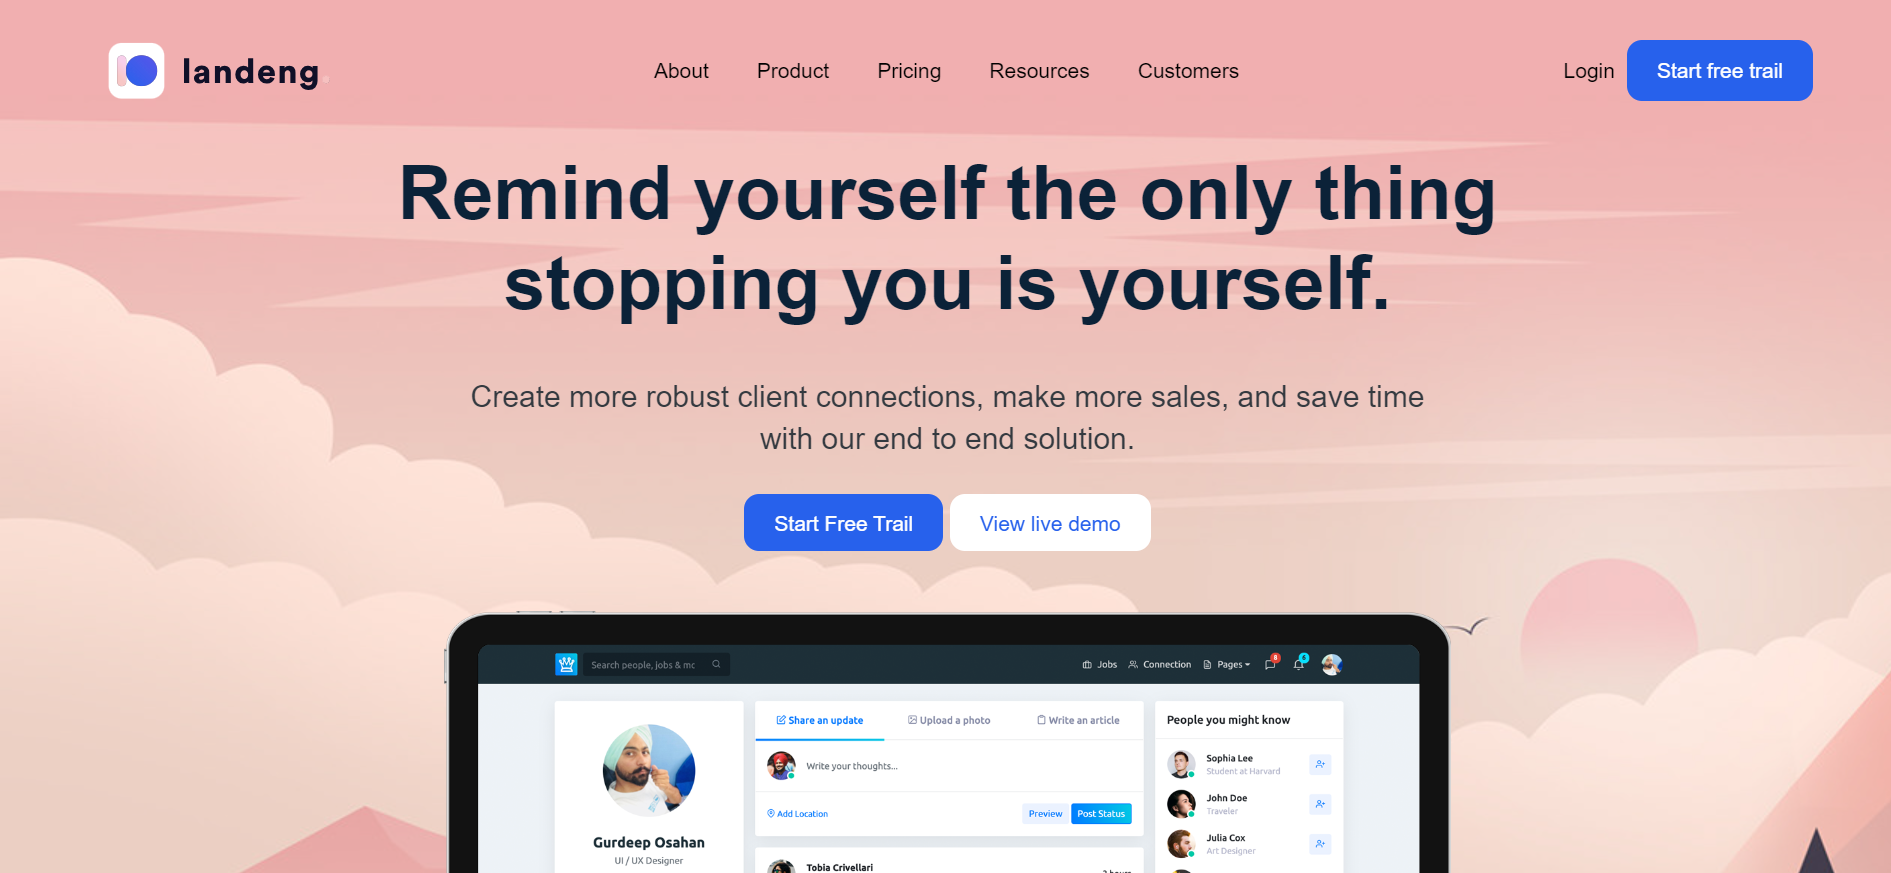 landeng.
About Product Pricing Resources Customers
Login Start free trail
Remind yourself the only thing
stopping you is yourself.
Create more robust client connections, make more sales, and save time
with our end to end solution.
Start Free Trail View live demo
Search people, jobs & mc
Jobs Connection Pages 8 6
Share an update Upload a photo Write an article
People you might know
Write your thoughts...
Add Location Preview Post Status
Gurdeep Osahan
UI / UX Designer
Tobia Crivellari
Sophia Lee
Student at Harvard
John Doe
Traveler
Julia Cox
Art Designer